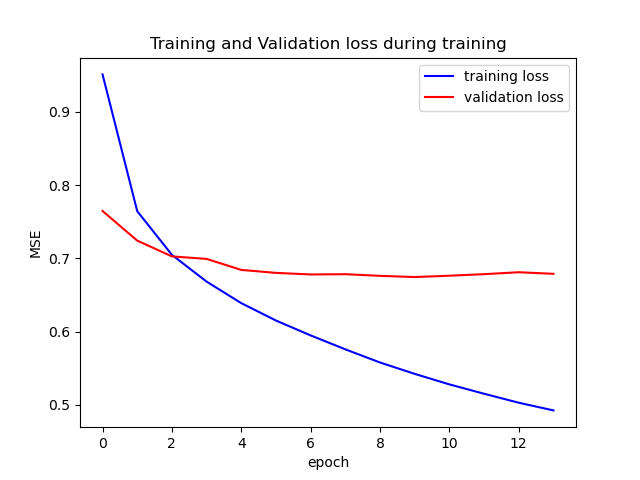 Training and Validation loss during training
training loss
validation loss
0.9
0.8
0.7
0.6
0.5
MSE
0 2 4 6 8 10 12
epoch